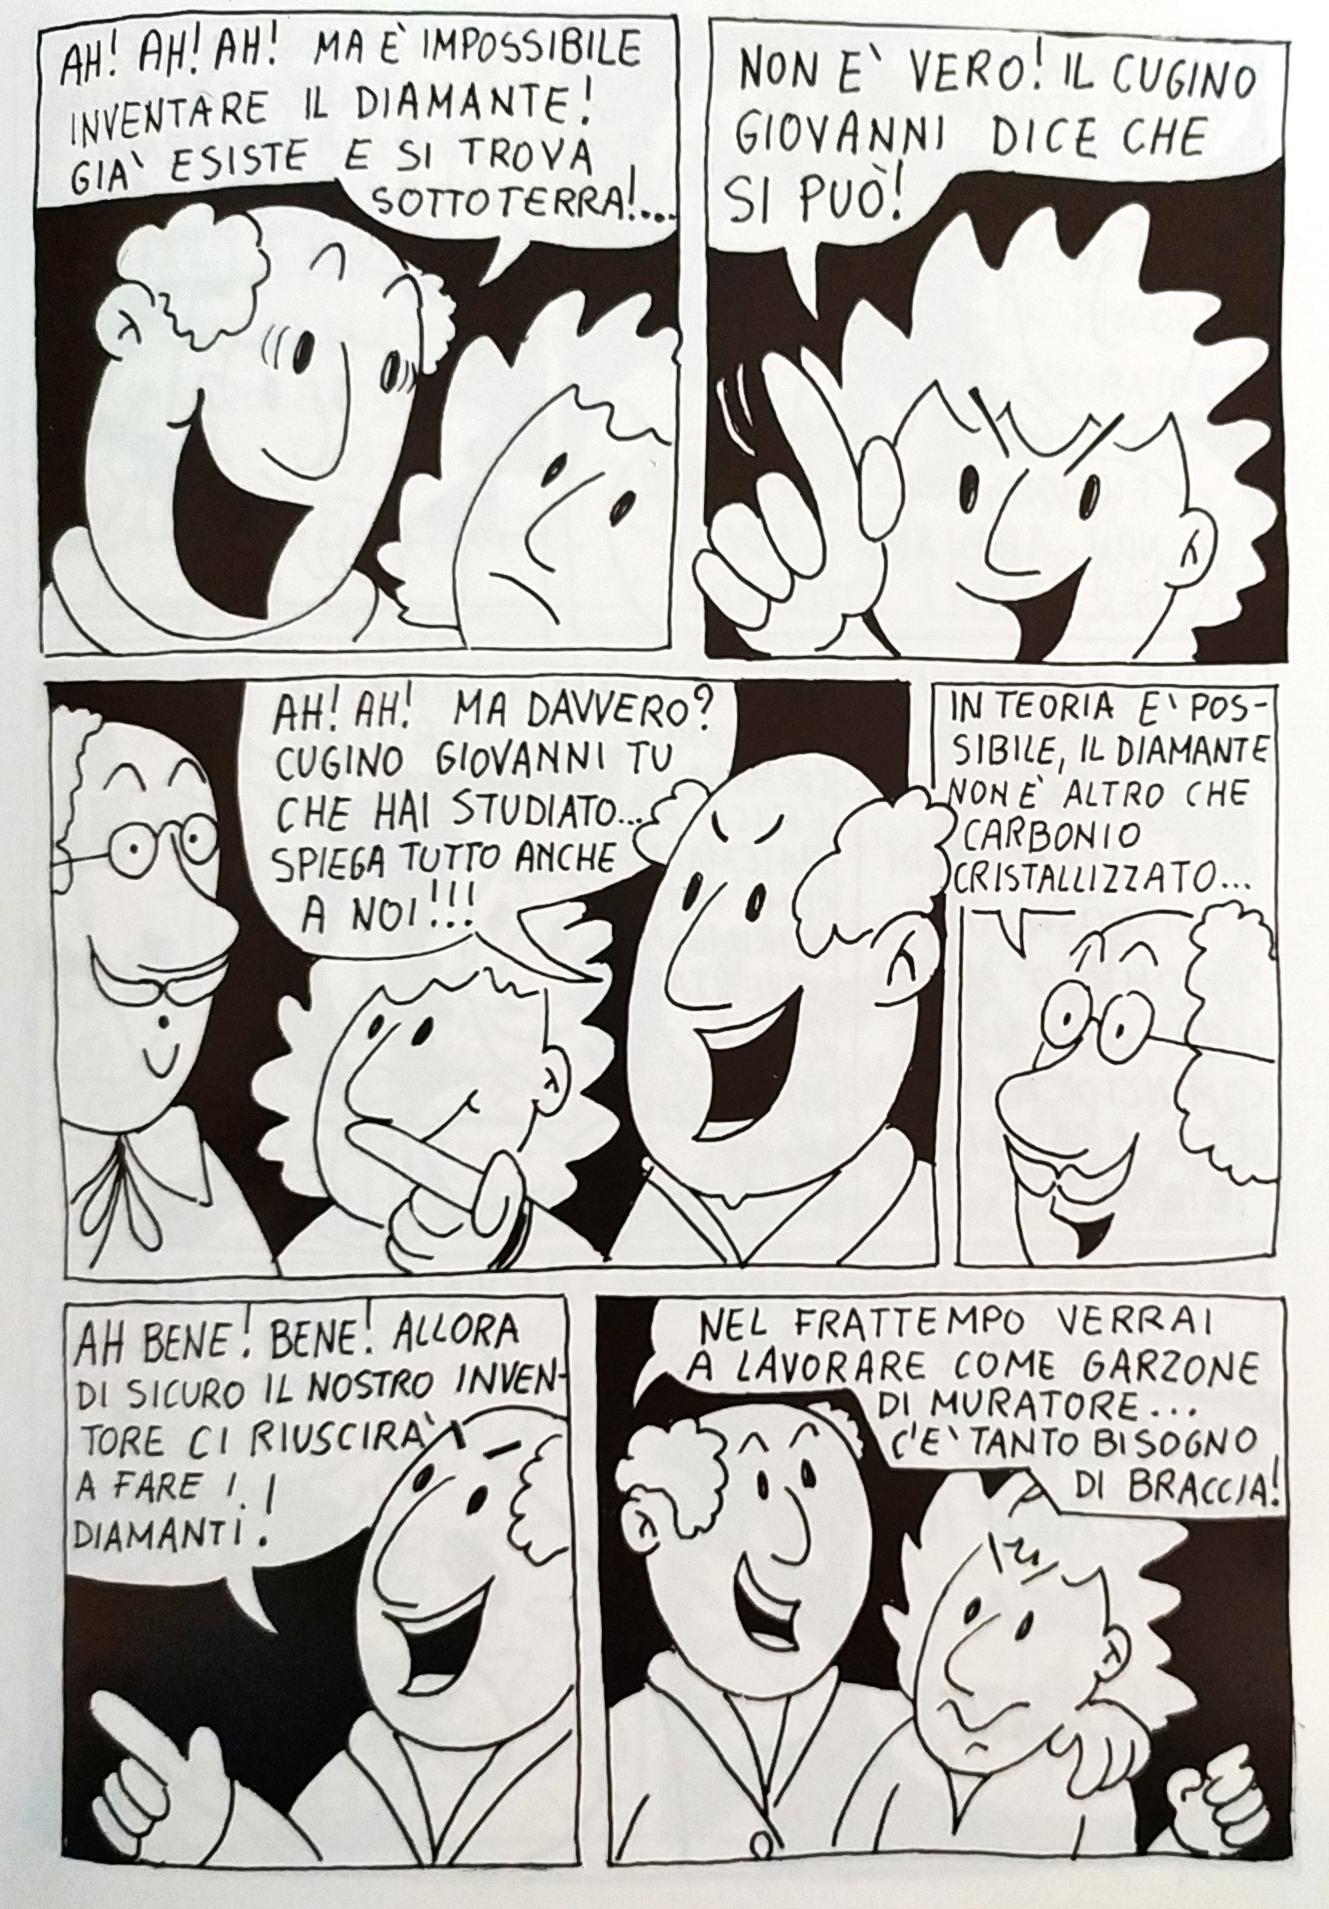 AH! AH! AH! MA È IMPOSSIBILE
INVENTARE IL DIAMANTE!
GIA' ESISTE E SI TROVA
SOTTOTERRA!...
NON E' VERO! IL CUGINO
GIOVANNI DICE CHE
SI PUÒ!
AH! AH! MA DAVVERO?
CUGINO GIOVANNI TU
CHE HAI STUDIATO...
SPIEGA TUTTO ANCHE
A NOI!!!
IN TEORIA E' POS-
SIBILE, IL DIAMANTE
NON È ALTRO CHE
CARBONIO
CRISTALLIZZATO...
AH BENE! BENE! ALLORA
DI SICURO IL NOSTRO INVEN-
TORE CI RIUSCIRÀ
A FARE I
DIAMANTI!
NEL FRATTEMPO VERRAI
A LAVORARE COME GARZONE
DI MURATORE...
C'E' TANTO BISOGNO
DI BRACCIA!